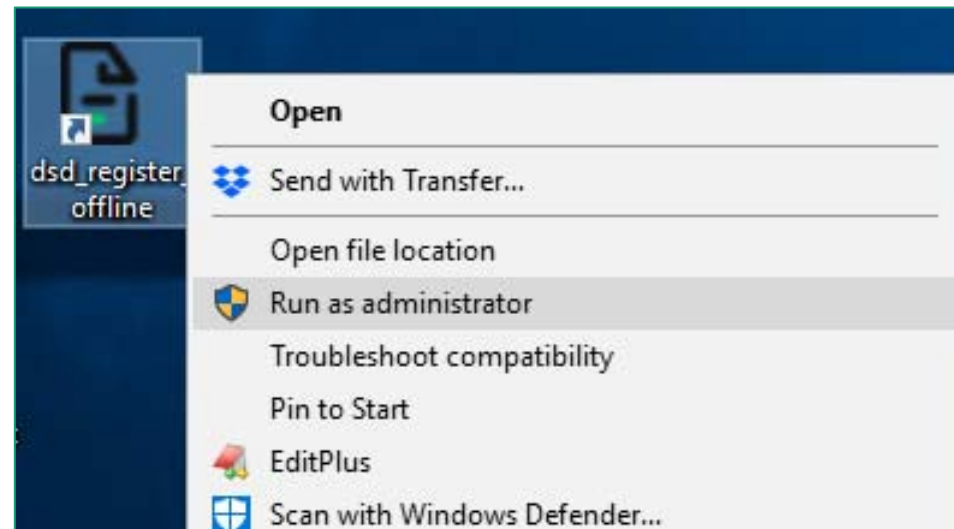 dsd_register_
offline
Open
Send with Transfer...
Open file location
Run as administrator
Troubleshoot compatibility
Pin to Start
EditPlus
Scan with Windows Defender...